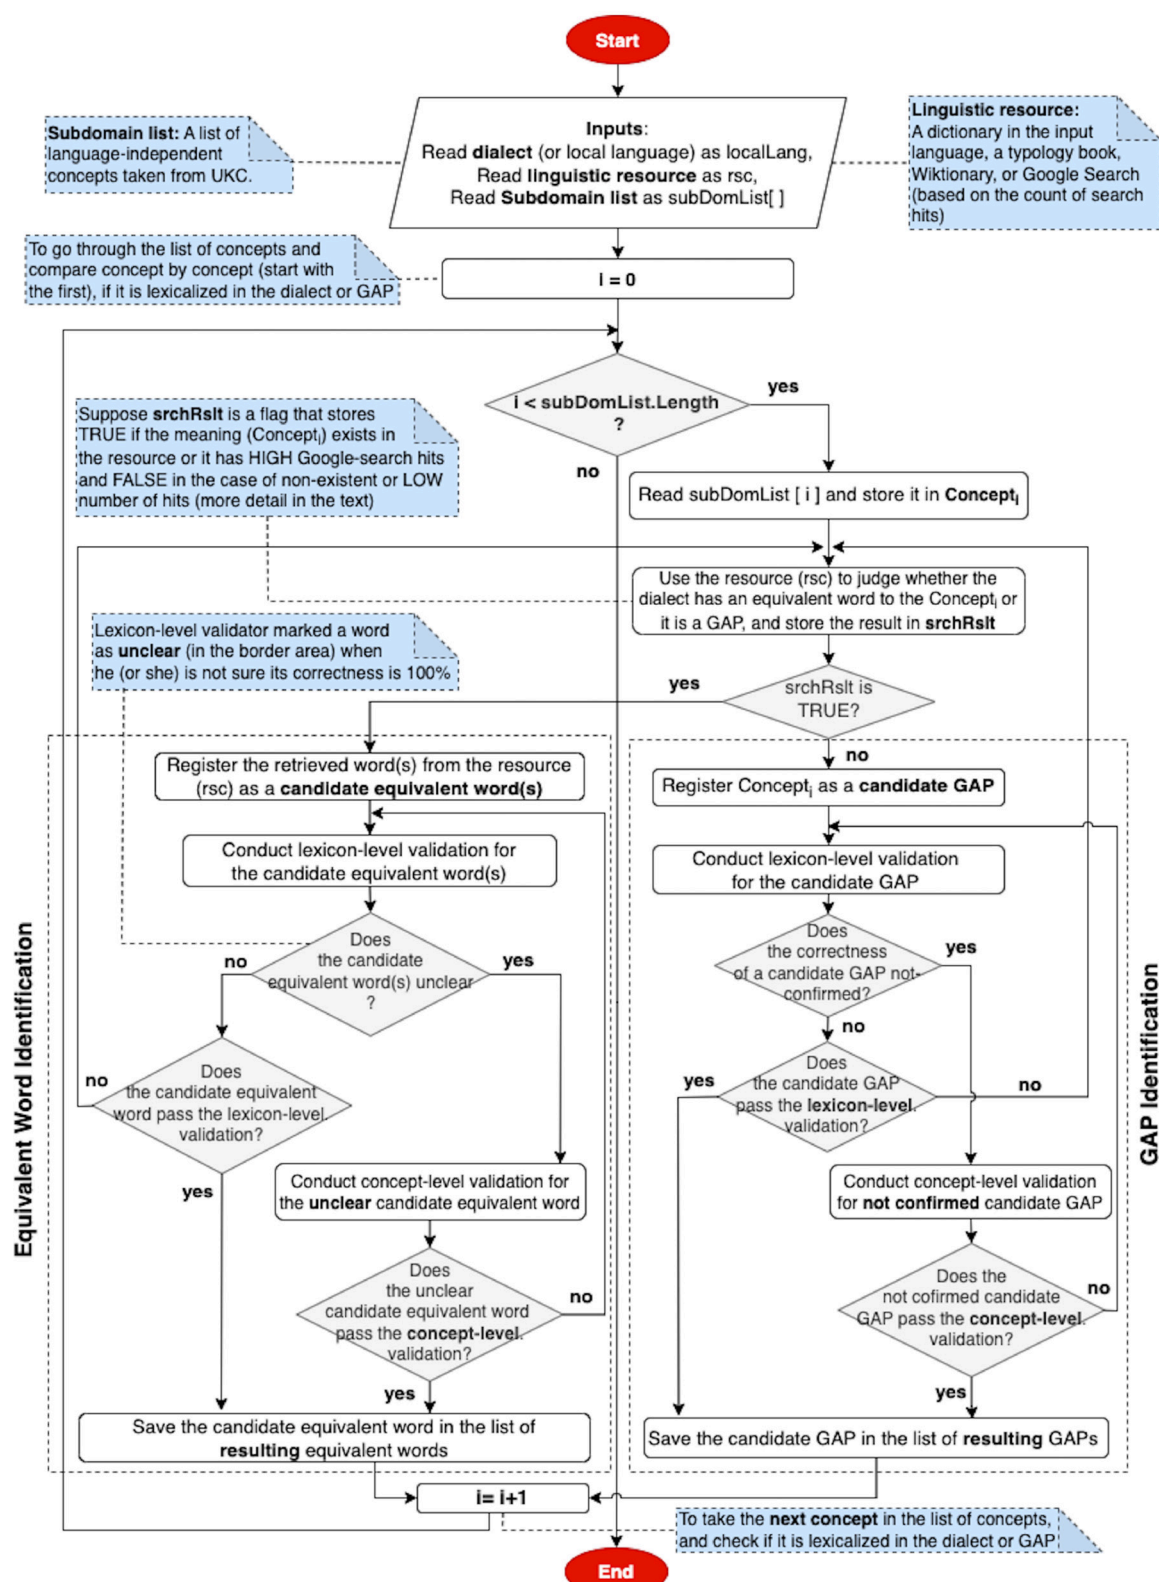 Start
Subdomain list: A list of
language-independent
concepts taken from UKC.
Inputs:
Read dialect (or local language) as localLang,
Read linguistic resource as rsc,
Read Subdomain list as subDomList[ ]
Linguistic resource:
A dictionary in the input
language, a typology book,
Wiktionary, or Google Search
(based on the count of search
hits)
To go through the list of concepts and
compare concept by concept (start with
the first), if it is lexicalized in the dialect or GAP
i = 0
i < subDomList.Length
?
yes
no
Suppose srchRslt is a flag that stores
TRUE if the meaning (Concepti) exists in
the resource or it has HIGH Google-search hits
and FALSE in the case of non-existent or LOW
number of hits (more detail in the text)
Read subDomList [ i ] and store it in Concepti
Use the resource (rsc) to judge whether the
dialect has an equivalent word to the Concepti or
it is a GAP, and store the result in srchRslt
Lexicon-level validator marked a word
as unclear (in the border area) when
he (or she) is not sure its correctness is 100%
srchRslt is
TRUE?
yes
no
Equivalent Word Identification
Register the retrieved word(s) from the resource
(rsc) as a candidate equivalent word(s)
Conduct lexicon-level validation for
the candidate equivalent word(s)
Does
the candidate
equivalent word(s) unclear
?
no
yes
Does
the candidate equivalent
word pass the lexicon-level.
validation?
no
yes
Conduct concept-level validation for
the unclear candidate equivalent word
Does
the unclear
candidate equivalent word
pass the concept-level.
validation?
no
yes
Save the candidate equivalent word in the list of
resulting equivalent words
GAP Identification
Register Concepti as a candidate GAP
Conduct lexicon-level validation
for the candidate GAP
Does
the correctness
of a candidate GAP not-
confirmed?
yes
no
Does
the candidate GAP
pass the lexicon-level.
validation?
yes
no
Conduct concept-level validation
for not confirmed candidate GAP
Does the
not cofirmed candidate
GAP pass the concept-level.
validation?
no
yes
Save the candidate GAP in the list of resulting GAPs
i= i+1
To take the next concept in the list of concepts,
and check if it is lexicalized in the dialect or GAP
End